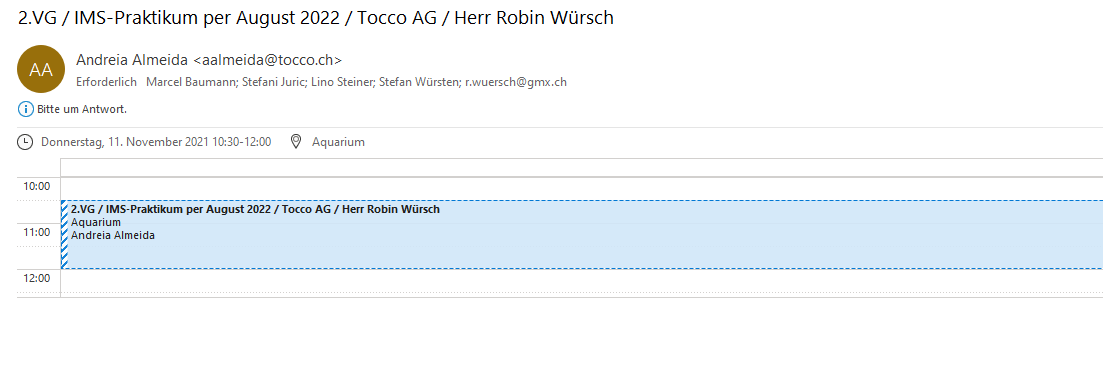 2.VG / IMS-Praktikum per August 2022 / Tocco AG / Herr Robin Würsch
AA
Andreia Almeida <aalmeida@tocco.ch>
Erforderlich Marcel Baumann; Stefani Juric; Lino Steiner; Stefan Würsten; r.wuersch@gmx.ch
Bitte um Antwort.
Donnerstag, 11. November 2021 10:30-12:00 Aquarium
10:00
2.VG / IMS-Praktikum per August 2022 / Tocco AG / Herr Robin Würsch
Aquarium
11:00
Andreia Almeida
12:00